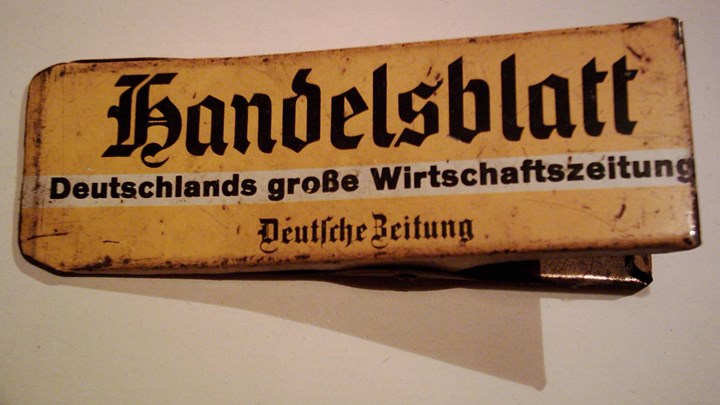 Handelsblatt
Deutschlands große Wirtschaftszeitung
Deutſche Zeitung